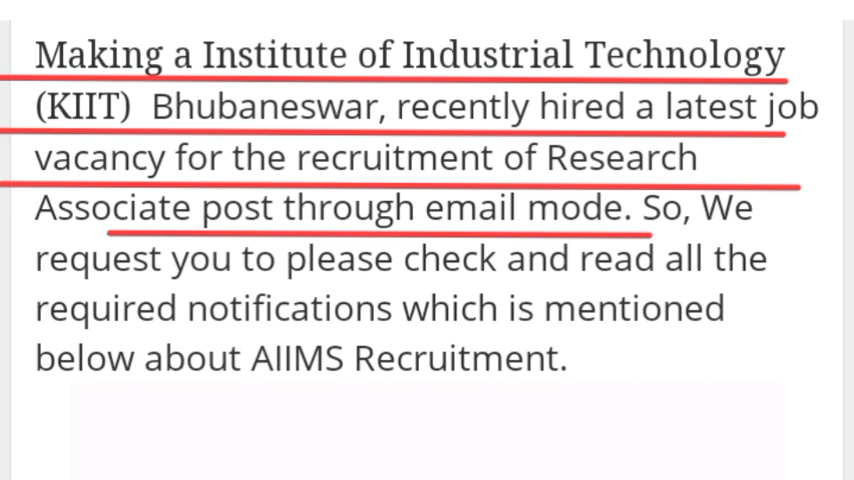 Making a Institute of Industrial Technology
(KIIT) Bhubaneswar, recently hired a latest job
vacancy for the recruitment of Research
Associate post through email mode. So, We
request you to please check and read all the
required notifications which is mentioned
below about AIIMS Recruitment.